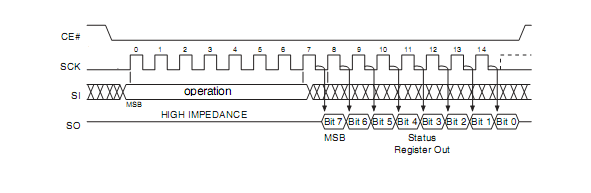 CE#
0 1 2 3 4 5 6 7 8 9 10 11 12 13 14
SCK
SI operation
MSB
HIGH IMPEDANCE
SO Bit 7 Bit 6 Bit 5 Bit 4 Bit 3 Bit 2 Bit 1 Bit 0
MSB Status
Register Out